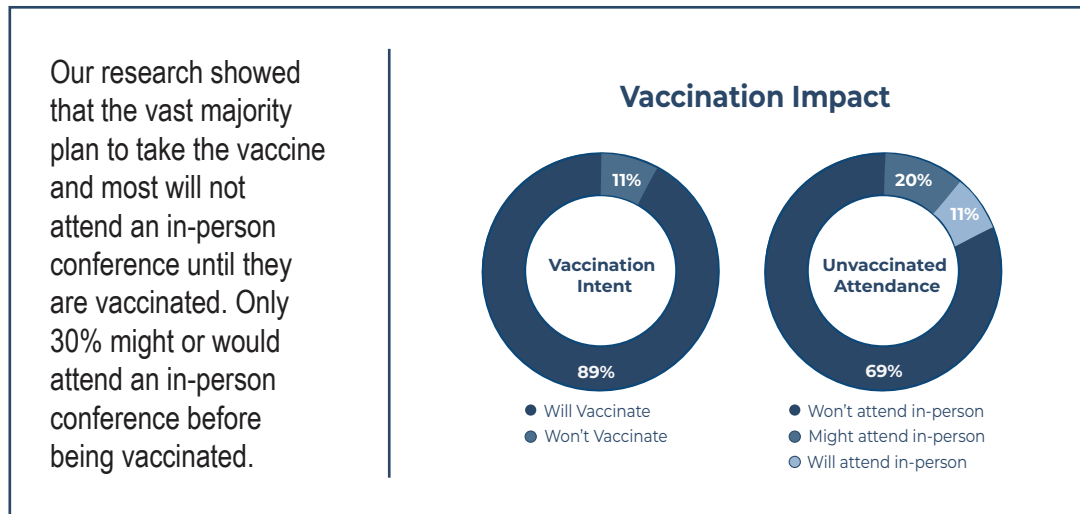 Our research showed
that the vast majority
plan to take the vaccine
and most will not
attend an in-person
conference until they
are vaccinated. Only
30% might or would
attend an in-person
conference before
being vaccinated.
Vaccination Impact
11%
Vaccination
Intent
89%
Will Vaccinate
Won't Vaccinate
20%
11%
Unvaccinated
Attendance
69%
Won't attend in-person
Might attend in-person
Will attend in-person